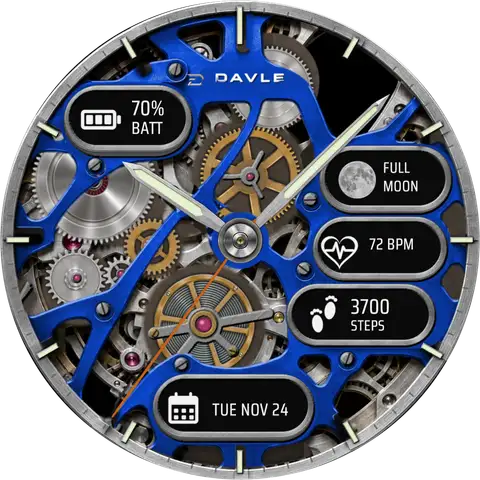 DAVLE
70%
BATT
FULL
MOON
72 BPM
3700
STEPS
TUE NOV 24